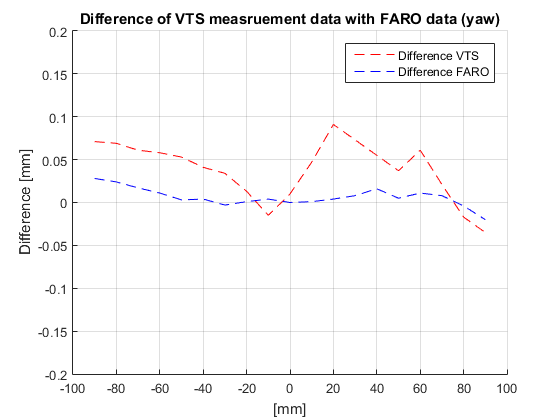 Difference of VTS measruement data with FARO data (yaw)
Difference VTS
Difference FARO
0.2
0.15
0.1
0.05
0
-0.05
-0.1
-0.15
-0.2
Difference [mm]
-100 -80 -60 -40 -20 0 20 40 60 80 100
[mm]